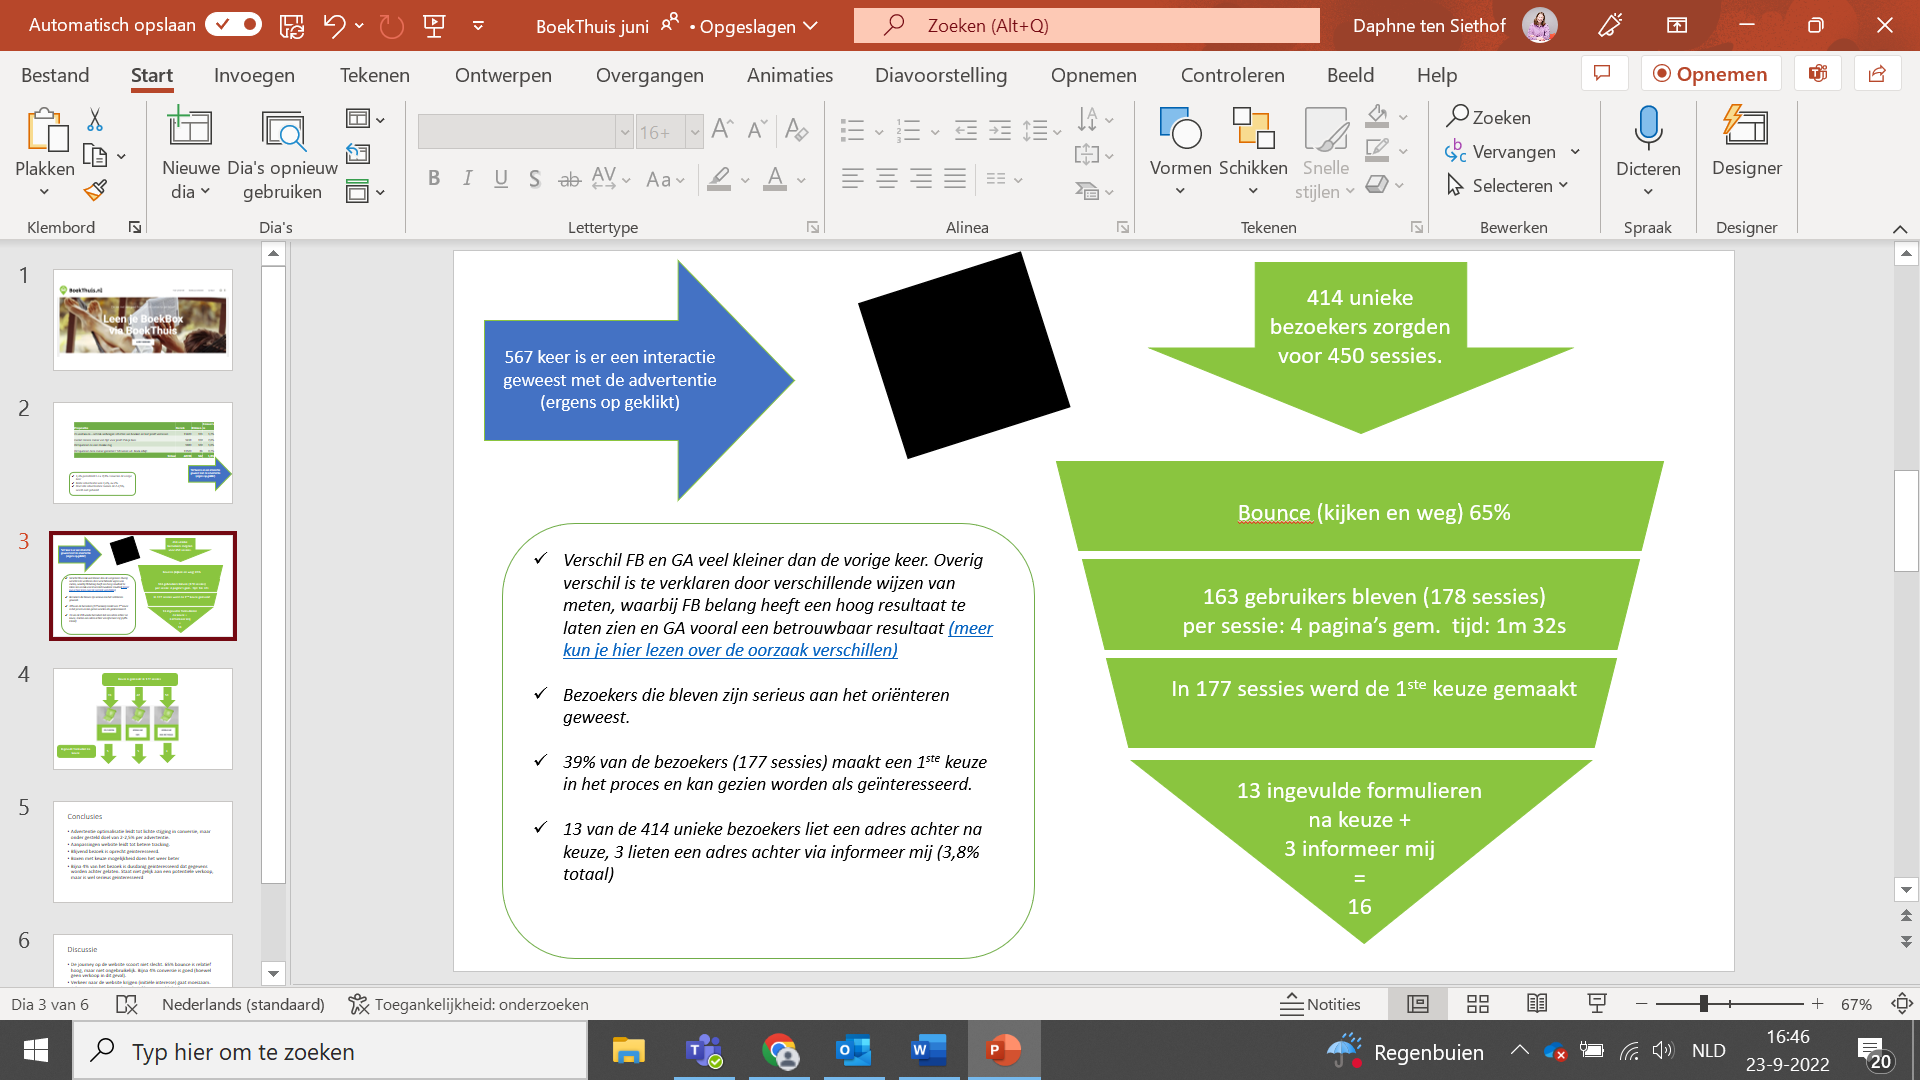 Automatisch opslaan
BoekThuis juni • Opgeslagen
Zoeken (Alt+Q)
Daphne ten Siethof
Bestand Start Invoegen Tekenen Ontwerpen Overgangen Animaties Diavoorstelling Opnemen Controleren Beeld Help
Opnemen
Plakken
Klembord
Nieuwe dia
Dia's opnieuw gebruiken
Dia's
16+
Lettertype
Alinea
Vormen
Schikken
Snelle stijlen
Tekenen
Zoeken
Vervangen
Selecteren
Bewerken
Dicteren
Spraak
Designer
Designer
1
BoekThuis.nl
Leen je BoekBox
via BoekThuis
2
3
4
5
Conclusies
6
Discussie
567 keer is er een interactie
geweest met de advertentie
(ergens op geklikt)
414 unieke
bezoekers zorgden
voor 450 sessies.
Bounce (kijken en weg) 65%
163 gebruikers bleven (178 sessies)
per sessie: 4 pagina’s gem. tijd: 1m 32s
In 177 sessies werd de 1ste keuze gemaakt
13 ingevulde formulieren
na keuze +
3 informeer mij
=
16
✓ Verschil FB en GA veel kleiner dan de vorige keer. Overig
verschil is te verklaren door verschillende wijzen van
meten, waarbij FB belang heeft een hoog resultaat te
laten zien en GA vooral een betrouwbaar resultaat (meer
kun je hier lezen over de oorzaak verschillen)
✓ Bezoekers die bleven zijn serieus aan het oriënteren
geweest.
✓ 39% van de bezoekers (177 sessies) maakt een 1ste keuze
in het proces en kan gezien worden als geïnteresseerd.
✓ 13 van de 414 unieke bezoekers liet een adres achter na
keuze, 3 lieten een adres achter via informeer mij (3,8%
totaal)
Dia 3 van 6
Nederlands (standaard)
Toegankelijkheid: onderzoeken
Notities
67%
Typ hier om te zoeken
Regenbuien
NLD
16:46
23-9-2022
20